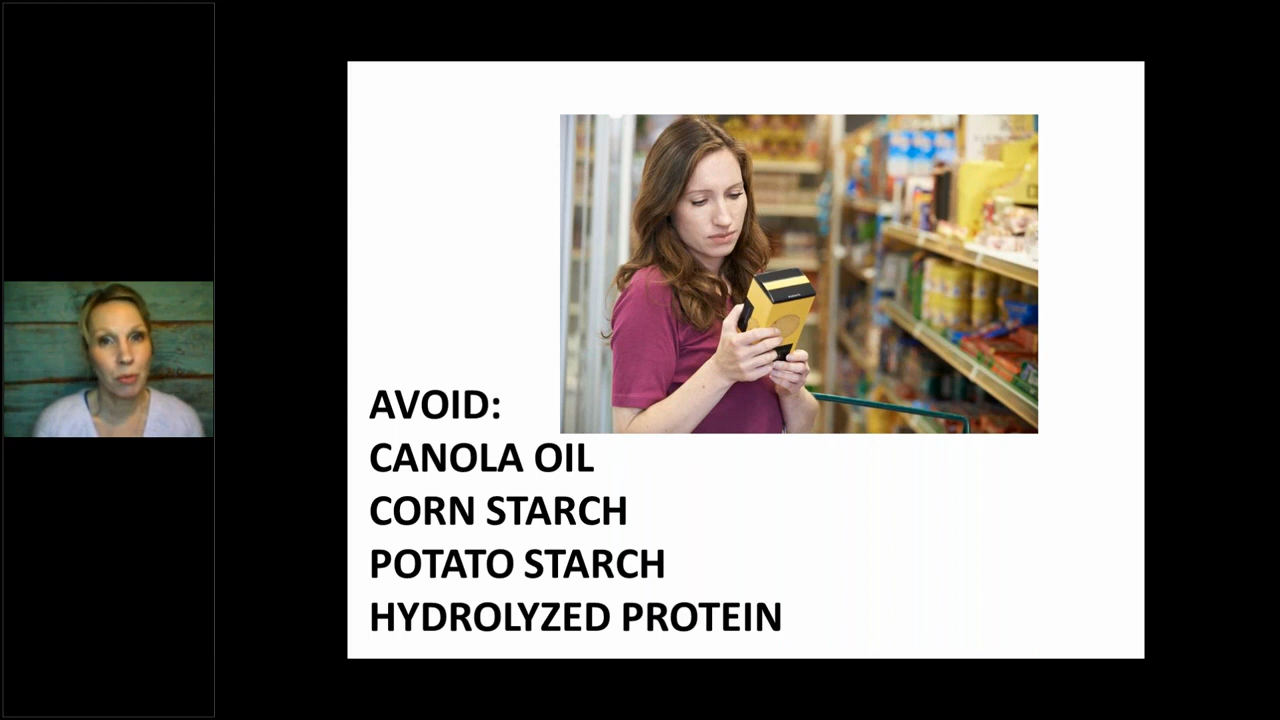 AVOID:
CANOLA OIL
CORN STARCH
POTATO STARCH
HYDROLYZED PROTEIN